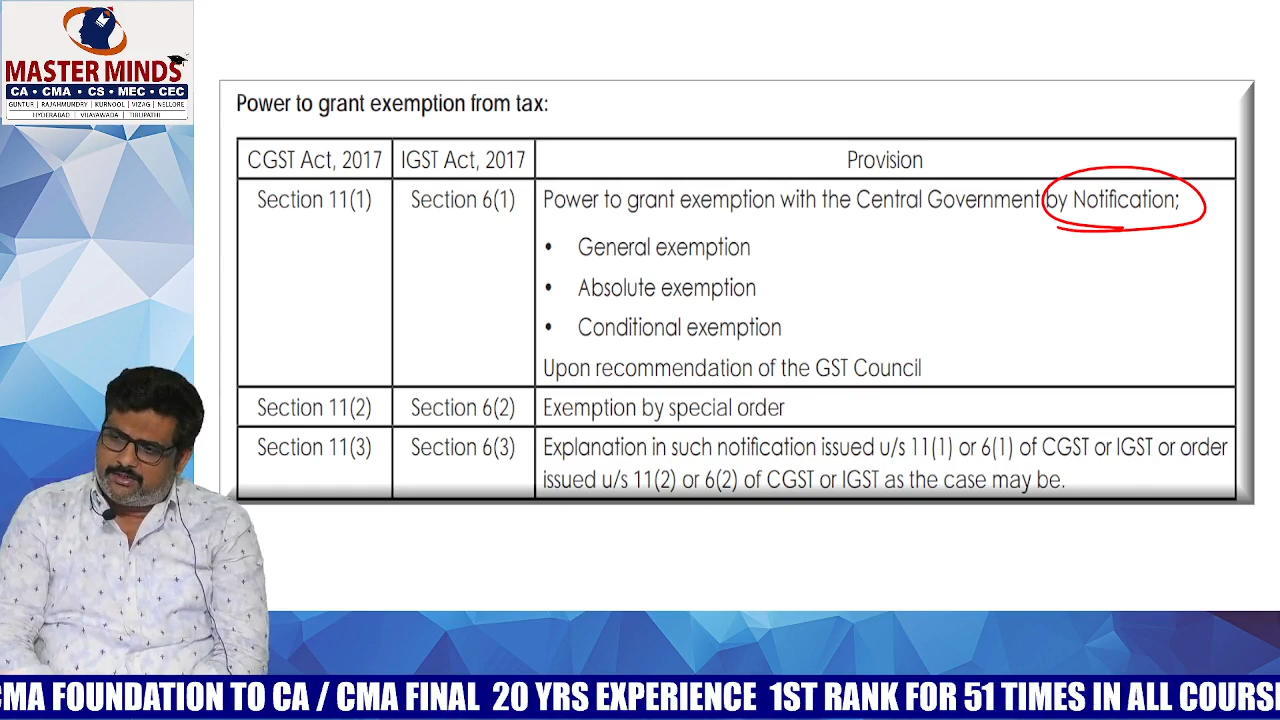 MASTER MINDS
CA • CMA • CS • MEC • CEC
GUNTUR | RAJAHMUNDRY | KURNOOL | VIZAG | NELLORE
HYDERABAD | VIJAYAWADA | TIRUPATHI
Power to grant exemption from tax:
CGST Act, 2017 IGST Act, 2017 Provision
Section 11(1) Section 6(1) Power to grant exemption with the Central Government by Notification;
• General exemption
• Absolute exemption
• Conditional exemption
Upon recommendation of the GST Council
Section 11(2) Section 6(2) Exemption by special order
Section 11(3) Section 6(3) Explanation in such notification issued u/s 11(1) or 6(1) of CGST or IGST or order
issued u/s 11(2) or 6(2) of CGST or IGST as the case may be.
CMA FOUNDATION TO CA / CMA FINAL 20 YRS EXPERIENCE 1ST RANK FOR 51 TIMES IN ALL COURS